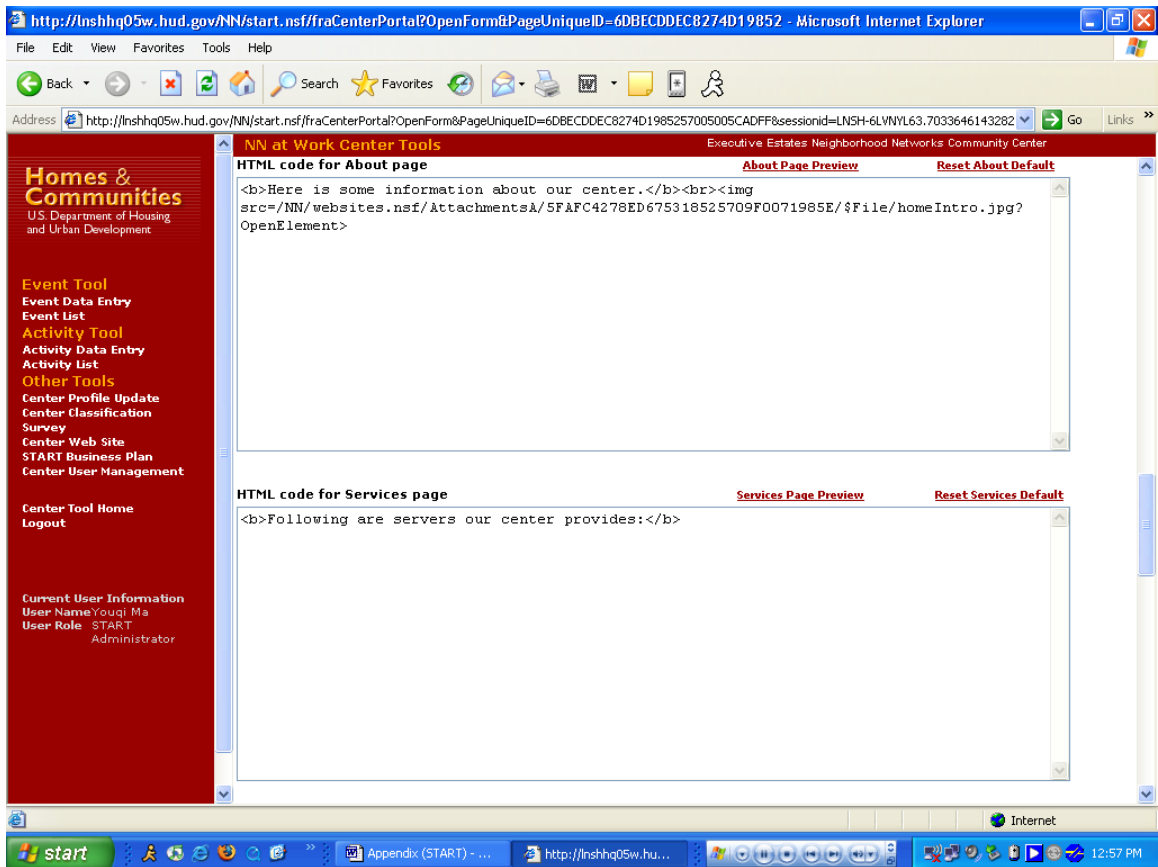 http://lnshhq05w.hud.gov/NN/start.nsf/fraCenterPortal?OpenForm&PageUniqueID=6DBECDDEC8274D19852 - Microsoft Internet Explorer
File Edit View Favorites Tools Help
Back Search Favorites
Address http://lnshhq05w.hud.gov/NN/start.nsf/fraCenterPortal?OpenForm&PageUniqueID=6DBECDDEC8274D1985257005005CADFF&sessionid=LNSH-6LVNYL63.7033646143282 Go Links »
NN at Work Center Tools Executive Estates Neighborhood Networks Community Center
Homes &
Communities
U.S. Department of Housing
and Urban Development
Event Tool
Event Data Entry
Event List
Activity Tool
Activity Data Entry
Activity List
Other Tools
Center Profile Update
Center Classification
Survey
Center Web Site
START Business Plan
Center User Management
Center Tool Home
Logout
Current User Information
User Name Youqi Ma
User Role START
Administrator
HTML code for About page About Page Preview Reset About Default
<b>Here is some information about our center.</b><br><img
src=/NN/websites.nsf/AttachmentsA/5FAFC4278ED675318525709F0071985E/$File/homeIntro.jpg?
OpenElement>
HTML code for Services page Services Page Preview Reset Services Default
<b>Following are servers our center provides:</b>
Internet
start » Appendix (START) - ... http://lnshhq05w.hu... 12:57 PM